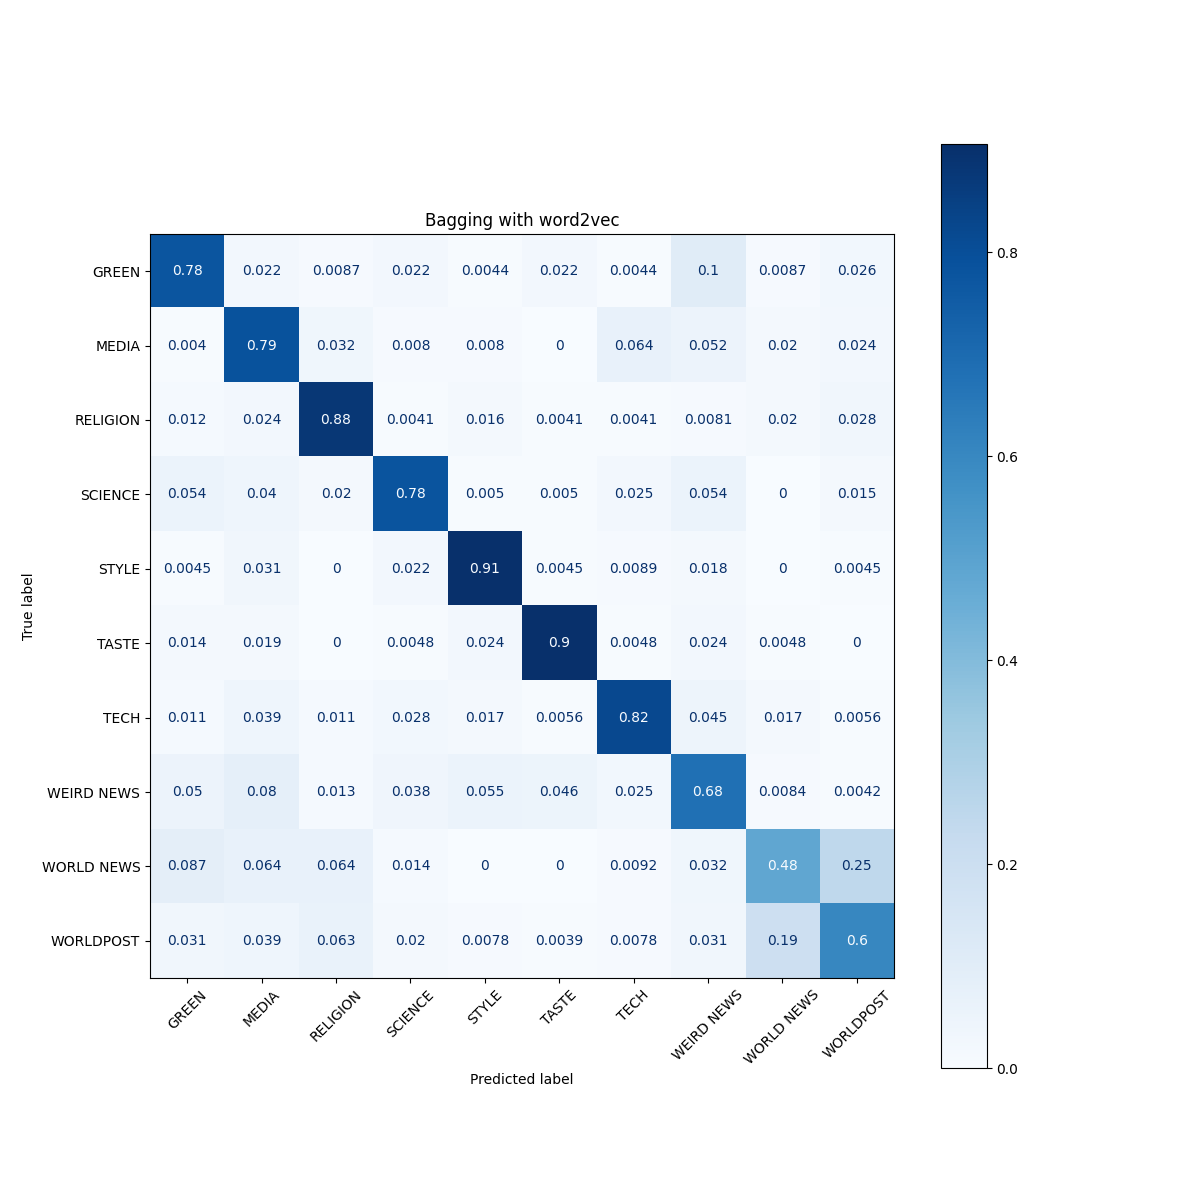 Bagging with word2vec
GREEN 0.78 0.022 0.0087 0.022 0.0044 0.022 0.0044 0.1 0.0087 0.026
MEDIA 0.004 0.79 0.032 0.008 0.008 0 0.064 0.052 0.02 0.024
RELIGION 0.012 0.024 0.88 0.0041 0.016 0.0041 0.0041 0.0081 0.02 0.028
SCIENCE 0.054 0.04 0.02 0.78 0.005 0.005 0.025 0.054 0 0.015
STYLE 0.0045 0.031 0 0.022 0.91 0.0045 0.0089 0.018 0 0.0045
TASTE 0.014 0.019 0 0.0048 0.024 0.9 0.0048 0.024 0.0048 0
TECH 0.011 0.039 0.011 0.028 0.017 0.0056 0.82 0.045 0.017 0.0056
WEIRD NEWS 0.05 0.08 0.013 0.038 0.055 0.046 0.025 0.68 0.0084 0.0042
WORLD NEWS 0.087 0.064 0.064 0.014 0 0 0.0092 0.032 0.48 0.25
WORLDPOST 0.031 0.039 0.063 0.02 0.0078 0.0039 0.0078 0.031 0.19 0.6
GREEN MEDIA RELIGION SCIENCE STYLE TASTE TECH WEIRD NEWS WORLD NEWS WORLDPOST
Predicted label
True label
0.8
0.6
0.4
0.2
0.0